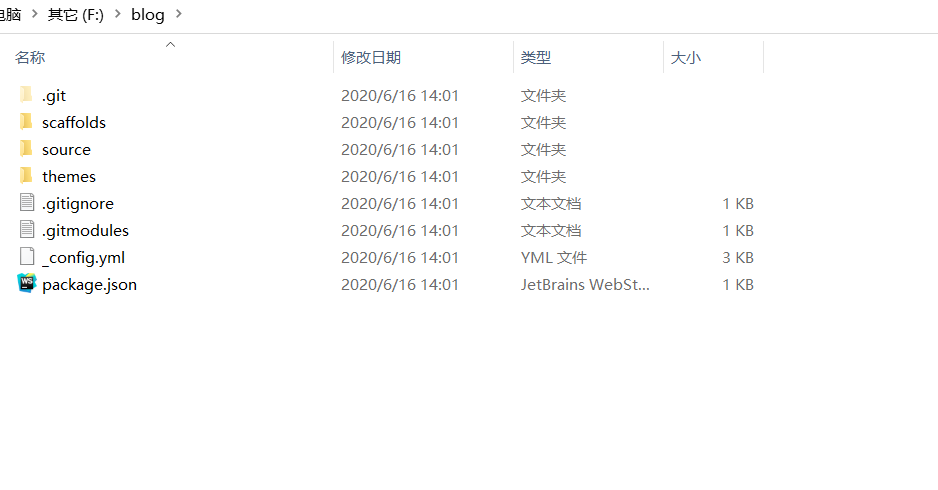 电脑 > 其它 (F:) > blog >
名称 修改日期 类型 大小
.git 2020/6/16 14:01 文件夹
scaffolds 2020/6/16 14:01 文件夹
source 2020/6/16 14:01 文件夹
themes 2020/6/16 14:01 文件夹
.gitignore 2020/6/16 14:01 文本文档 1 KB
.gitmodules 2020/6/16 14:01 文本文档 1 KB
_config.yml 2020/6/16 14:01 YML 文件 3 KB
WS package.json 2020/6/16 14:01 JetBrains WebSt... 1 KB